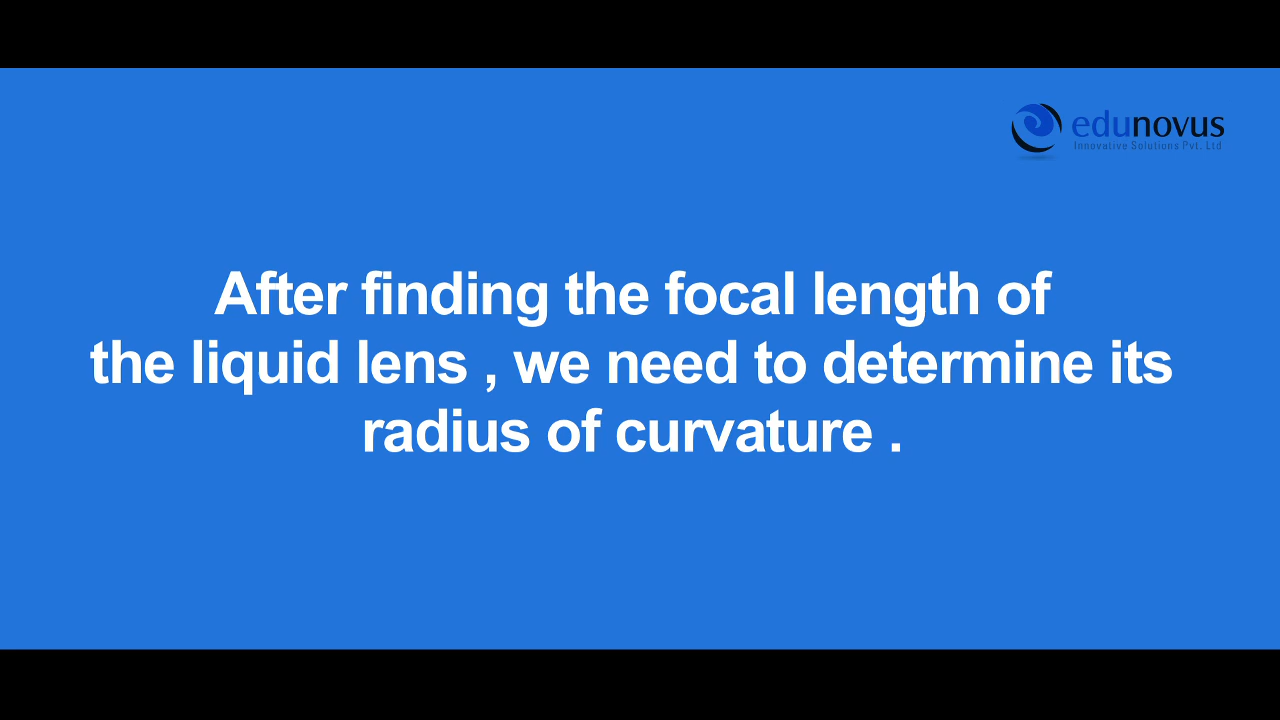 edunovus
Innovative Solutions Pvt. Ltd
After finding the focal length of
the liquid lens , we need to determine its
radius of curvature .